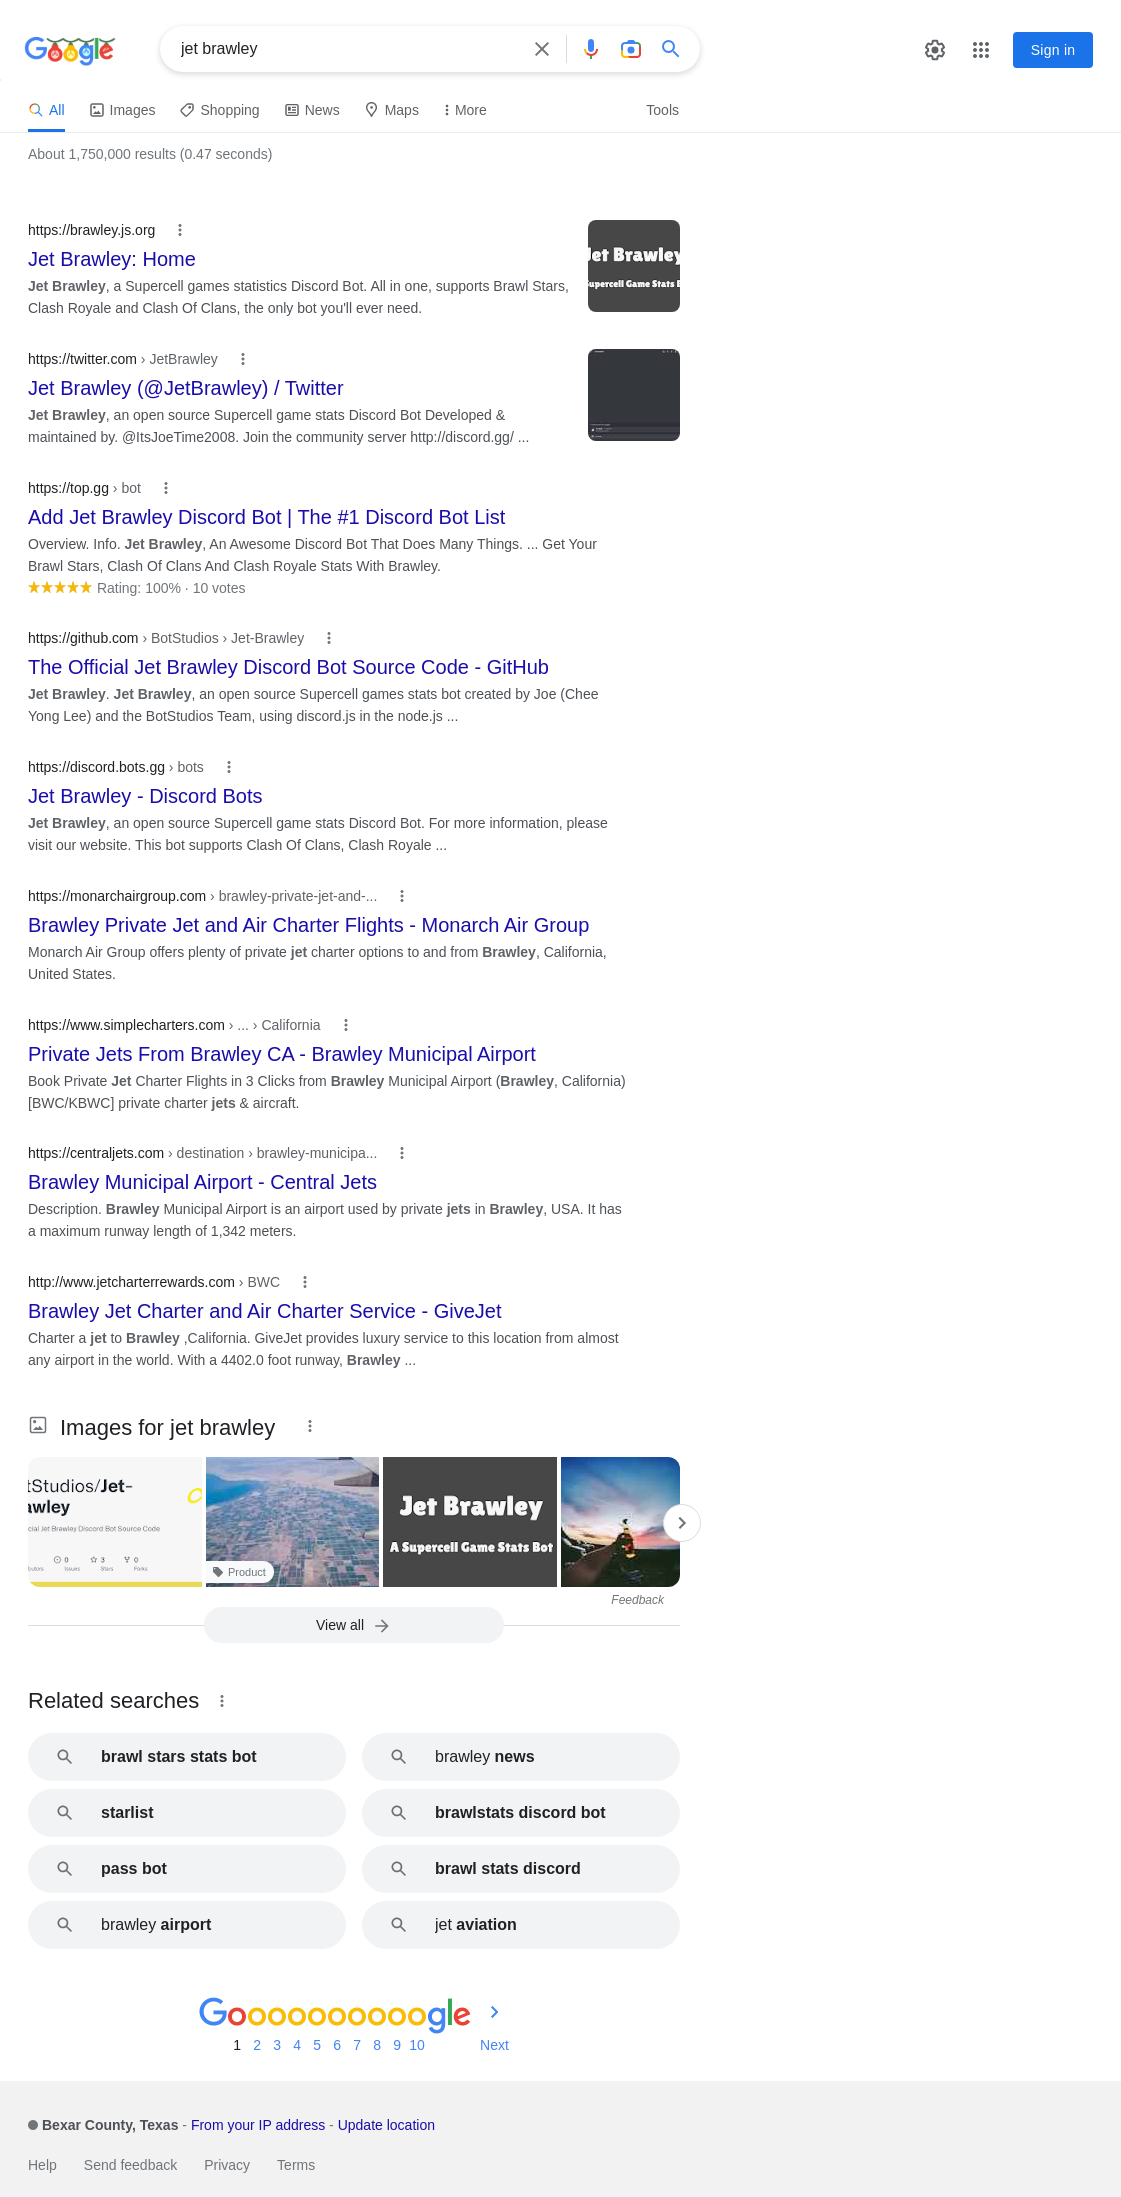 Google
jet brawley
Sign in
All
Images
Shopping
News
Maps
More
Tools
About 1,750,000 results (0.47 seconds)
https://brawley.js.org
Jet Brawley: Home
Jet Brawley, a Supercell games statistics Discord Bot. All in one, supports Brawl Stars,
Clash Royale and Clash Of Clans, the only bot you'll ever need.
Jet Brawley
Supercell Game Stats B
https://twitter.com › JetBrawley
Jet Brawley (@JetBrawley) / Twitter
Jet Brawley, an open source Supercell game stats Discord Bot Developed &
maintained by. @ItsJoeTime2008. Join the community server http://discord.gg/ ...
https://top.gg › bot
Add Jet Brawley Discord Bot | The #1 Discord Bot List
Overview. Info. Jet Brawley, An Awesome Discord Bot That Does Many Things. ... Get Your
Brawl Stars, Clash Of Clans And Clash Royale Stats With Brawley.
Rating: 100% · 10 votes
https://github.com › BotStudios › Jet-Brawley
The Official Jet Brawley Discord Bot Source Code - GitHub
Jet Brawley. Jet Brawley, an open source Supercell games stats bot created by Joe (Chee
Yong Lee) and the BotStudios Team, using discord.js in the node.js ...
https://discord.bots.gg › bots
Jet Brawley - Discord Bots
Jet Brawley, an open source Supercell game stats Discord Bot. For more information, please
visit our website. This bot supports Clash Of Clans, Clash Royale ...
https://monarchairgroup.com › brawley-private-jet-and-...
Brawley Private Jet and Air Charter Flights - Monarch Air Group
Monarch Air Group offers plenty of private jet charter options to and from Brawley, California,
United States.
https://www.simplecharters.com › ... › California
Private Jets From Brawley CA - Brawley Municipal Airport
Book Private Jet Charter Flights in 3 Clicks from Brawley Municipal Airport (Brawley, California)
[BWC/KBWC] private charter jets & aircraft.
https://centraljets.com › destination › brawley-municipa...
Brawley Municipal Airport - Central Jets
Description. Brawley Municipal Airport is an airport used by private jets in Brawley, USA. It has
a maximum runway length of 1,342 meters.
http://www.jetcharterrewards.com › BWC
Brawley Jet Charter and Air Charter Service - GiveJet
Charter a jet to Brawley ,California. GiveJet provides luxury service to this location from almost
any airport in the world. With a 4402.0 foot runway, Brawley ...
Images for jet brawley
tStudios/Jet-
awley
cial Jet Brawley Discord Bot Source Code
0 3 0
Issues Stars Forks
Product
Jet Brawley
A Supercell Game Stats Bot
Feedback
View all
Related searches
brawl stars stats bot
brawley news
starlist
brawlstats discord bot
pass bot
brawl stats discord
brawley airport
jet aviation
Goooooooooogle
1 2 3 4 5 6 7 8 9 10 Next
Bexar County, Texas - From your IP address - Update location
Help Send feedback Privacy Terms